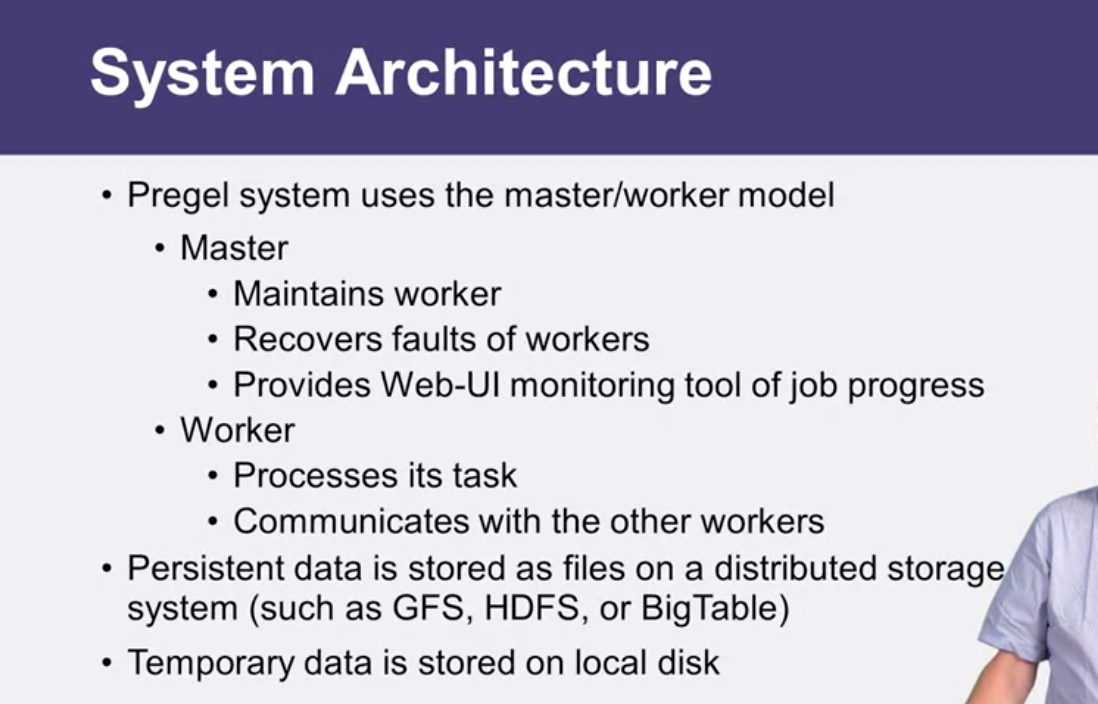 System Architecture
• Pregel system uses the master/worker model
• Master
• Maintains worker
• Recovers faults of workers
• Provides Web-UI monitoring tool of job progress
• Worker
• Processes its task
• Communicates with the other workers
• Persistent data is stored as files on a distributed storage
system (such as GFS, HDFS, or BigTable)
• Temporary data is stored on local disk